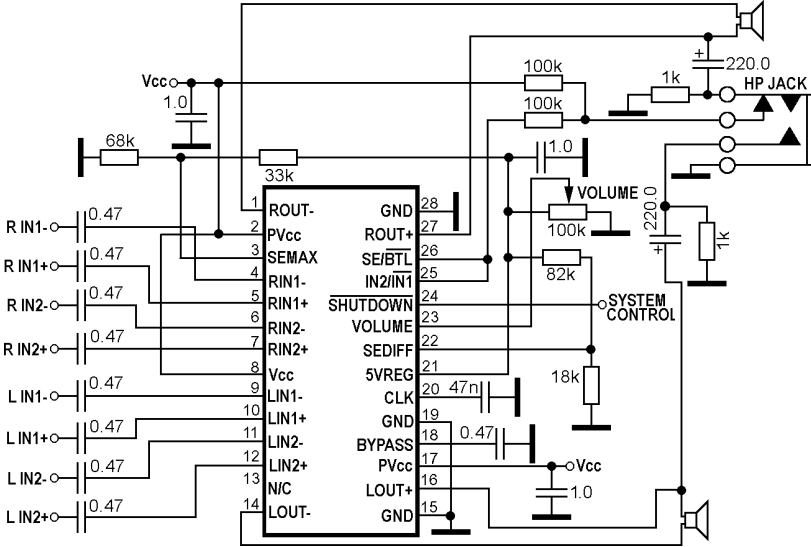 100k
220.0
1k
HP JACK
Vcc
1.0
100k
68k
33k
1.0
VOLUME
100k
220.0
1k
82k
SYSTEM
CONTROL
18k
47n
0.47
Vcc
1.0
R IN1- 0.47
R IN1+ 0.47
R IN2- 0.47
R IN2+ 0.47
L IN1- 0.47
L IN1+ 0.47
L IN2- 0.47
L IN2+ 0.47
1 ROUT-
2 PVcc
3 SEMAX
4 RIN1-
5 RIN1+
6 RIN2-
7 RIN2+
8 Vcc
9 LIN1-
10 LIN1+
11 LIN2-
12 LIN2+
13 N/C
14 LOUT-
GND 28
ROUT+ 27
SE/BTL 26
IN2/IN1 25
SHUTDOWN 24
VOLUME 23
SEDIFF 22
5VREG 21
CLK 20
GND 19
BYPASS 18
PVcc 17
LOUT+ 16
GND 15
+
+